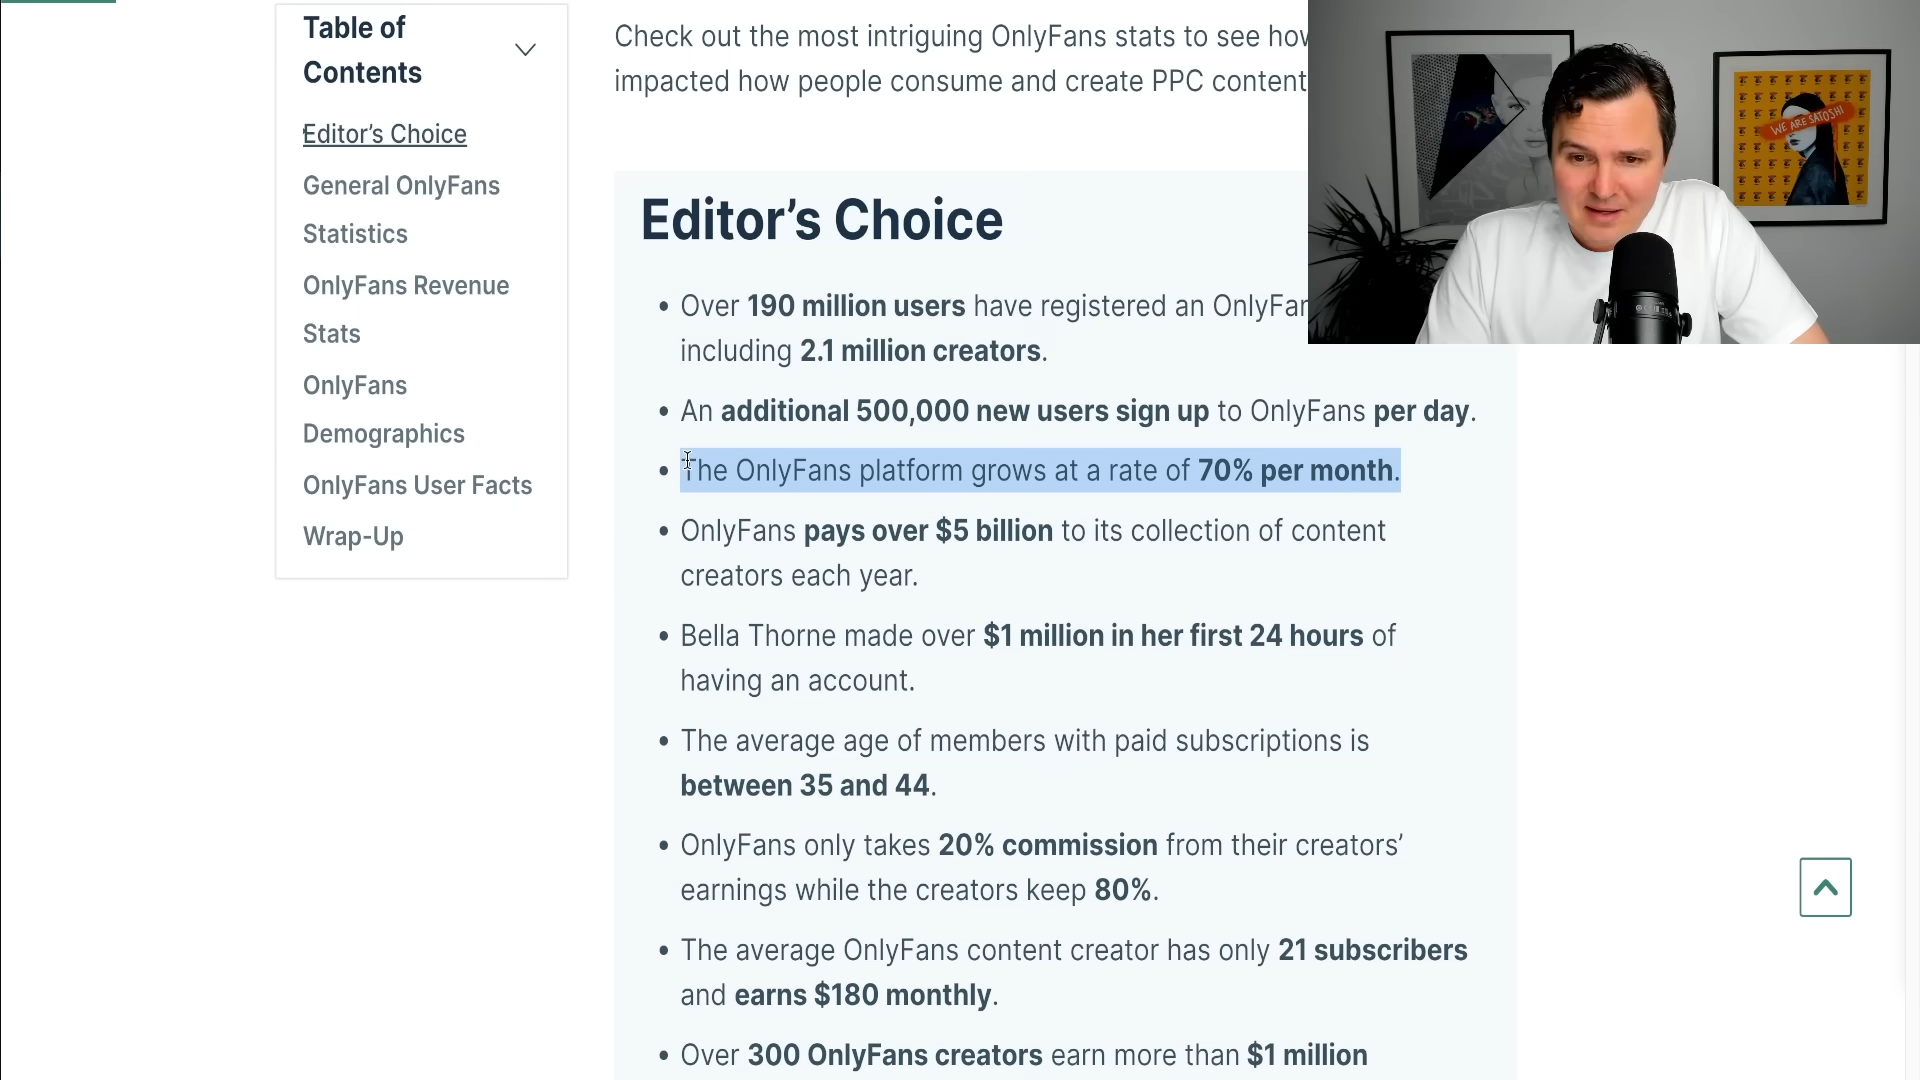 Table of
Contents
Editor’s Choice
General OnlyFans
Statistics
OnlyFans Revenue
Stats
OnlyFans
Demographics
OnlyFans User Facts
Wrap-Up
Check out the most intriguing OnlyFans stats to see how
impacted how people consume and create PPC content
Editor’s Choice
• Over 190 million users have registered an
including 2.1 million creators.
• An additional 500,000 new users sign up to OnlyFans per day.
• The OnlyFans platform grows at a rate of 70% per month.
• OnlyFans pays over $5 billion to its collection of content
creators each year.
• Bella Thorne made over $1 million in her first 24 hours of
having an account.
• The average age of members with paid subscriptions is
between 35 and 44.
• OnlyFans only takes 20% commission from their creators’
earnings while the creators keep 80%.
• The average OnlyFans content creator has only 21 subscribers
and earns $180 monthly.
• Over 300 OnlyFans creators earn more than $1 million
WE ARE SATOSHI